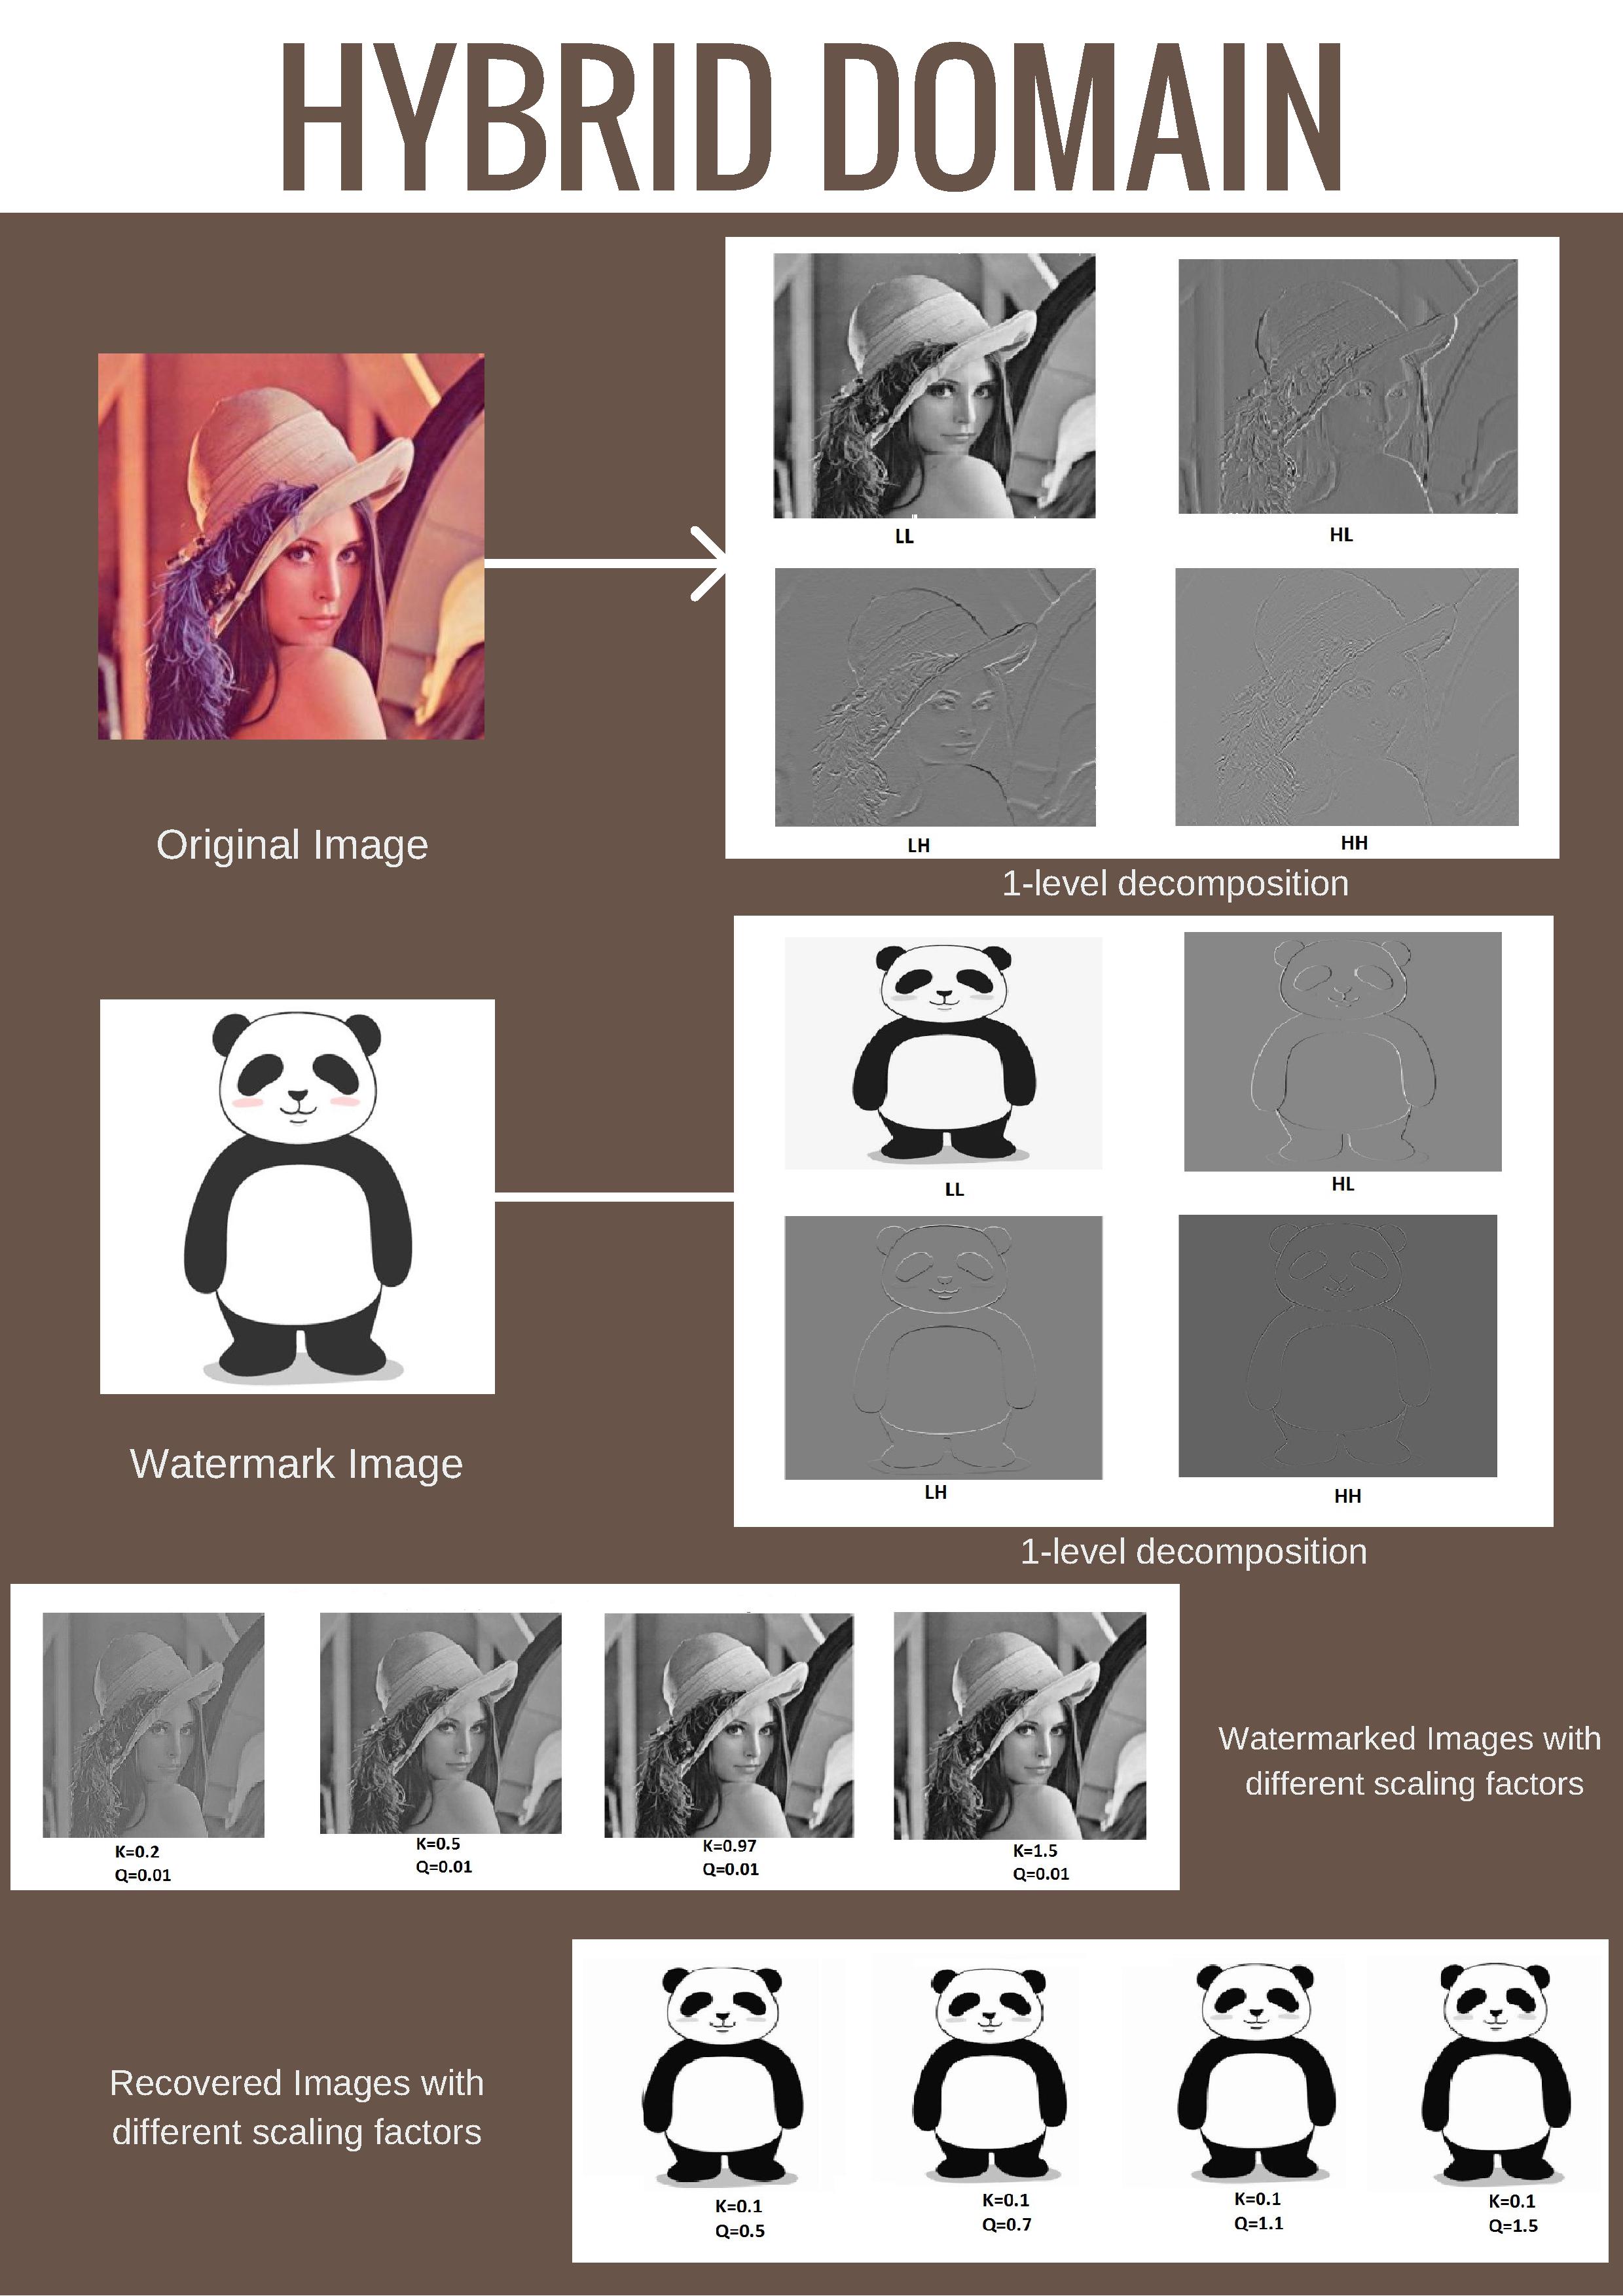 HYBRID DOMAIN
LL
HL
LH
HH
Original Image
1-level decomposition
LL
HL
LH
HH
Watermark Image
1-level decomposition
K=0.2
Q=0.01
K=0.5
Q=0.01
K=0.97
Q=0.01
K=1.5
Q=0.01
Watermarked Images with
different scaling factors
Recovered Images with
different scaling factors
K=0.1
Q=0.5
K=0.1
Q=0.7
K=0.1
Q=1.1
K=0.1
Q=1.5